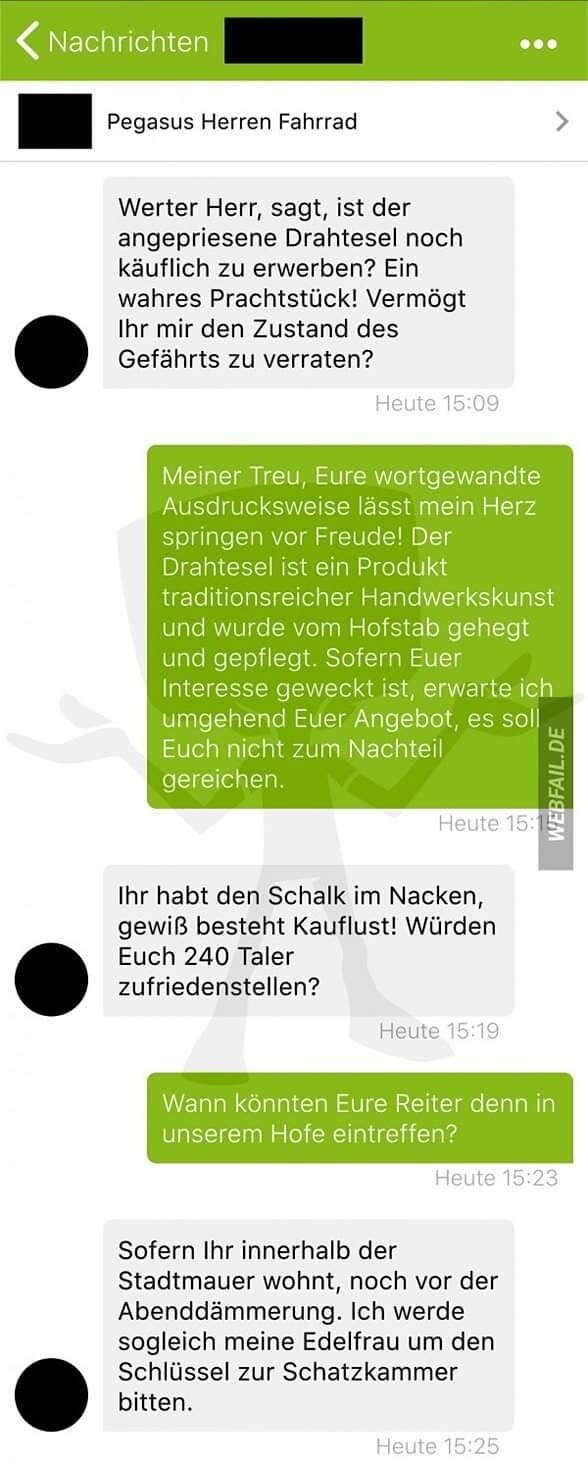 Nachrichten
Pegasus Herren Fahrrad
Werter Herr, sagt, ist der
angepriesene Drahtesel noch
käuflich zu erwerben? Ein
wahres Prachtstück! Vermögt
Ihr mir den Zustand des
Gefährts zu verraten?
Heute 15:09
Meiner Treu, Eure wortgewandte
Ausdrucksweise lässt mein Herz
springen vor Freude! Der
Drahtesel ist ein Produkt
traditionsreicher Handwerkskunst
und wurde vom Hofstab gehegt
und gepflegt. Sofern Euer
Interesse geweckt ist, erwarte ich
umgehend Euer Angebot, es soll
Euch nicht zum Nachteil
gereichen.
Heute
WEBFAIL.DE
Ihr habt den Schalk im Nacken,
gewiß besteht Kauflust! Würden
Euch 240 Taler
zufriedenstellen?
Heute 15:19
Wann könnten Eure Reiter denn in
unserem Hofe eintreffen?
Heute 15:23
Sofern Ihr innerhalb der
Stadtmauer wohnt, noch vor der
Abenddämmerung. Ich werde
sogleich meine Edelfrau um den
Schlüssel zur Schatzkammer
bitten.
Heute 15:25